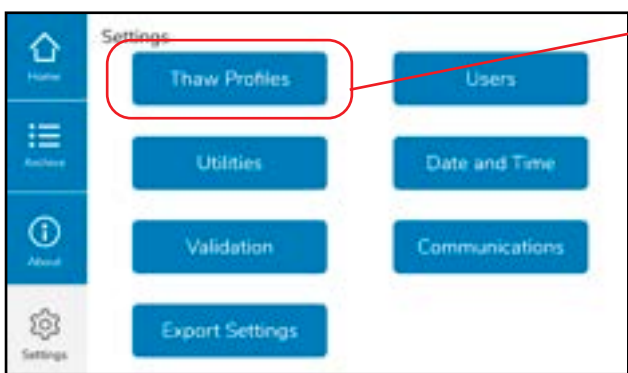 Settings
Home
Thaw Profiles
Users
Archive
Utilities
Date and Time
About
Validation
Communications
Settings
Export Settings